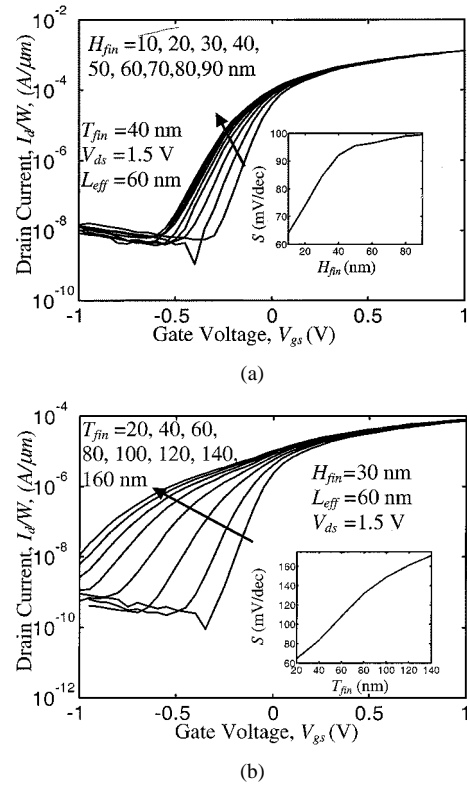 (a)
10⁻²
10⁻⁴
10⁻⁶
10⁻⁸
10⁻¹⁰
Drain Current, I_d/W, (A/μm)
H_fin =10, 20, 30, 40,
50, 60,70,80,90 nm
T_fin = 40 nm
V_ds = 1.5 V
L_eff = 60 nm
100
90
80
70
60
S (mV/dec)
20 40 60 80
H_fin (nm)
-1 -0.5 0 0.5 1
Gate Voltage, V_gs (V)
(a)
10⁻⁴
10⁻⁶
10⁻⁸
10⁻¹⁰
10⁻¹²
Drain Current, I_d/W, (A/μm)
T_fin =20, 40, 60,
80, 100, 120, 140,
160 nm
H_fin=30 nm
L_eff = 60 nm
V_ds = 1.5 V
160
140
120
100
80
60
S (mV/dec)
20 40 60 80 100 120 140
T_fin (nm)
-1 -0.5 0 0.5 1
Gate Voltage, V_gs (V)
(b)